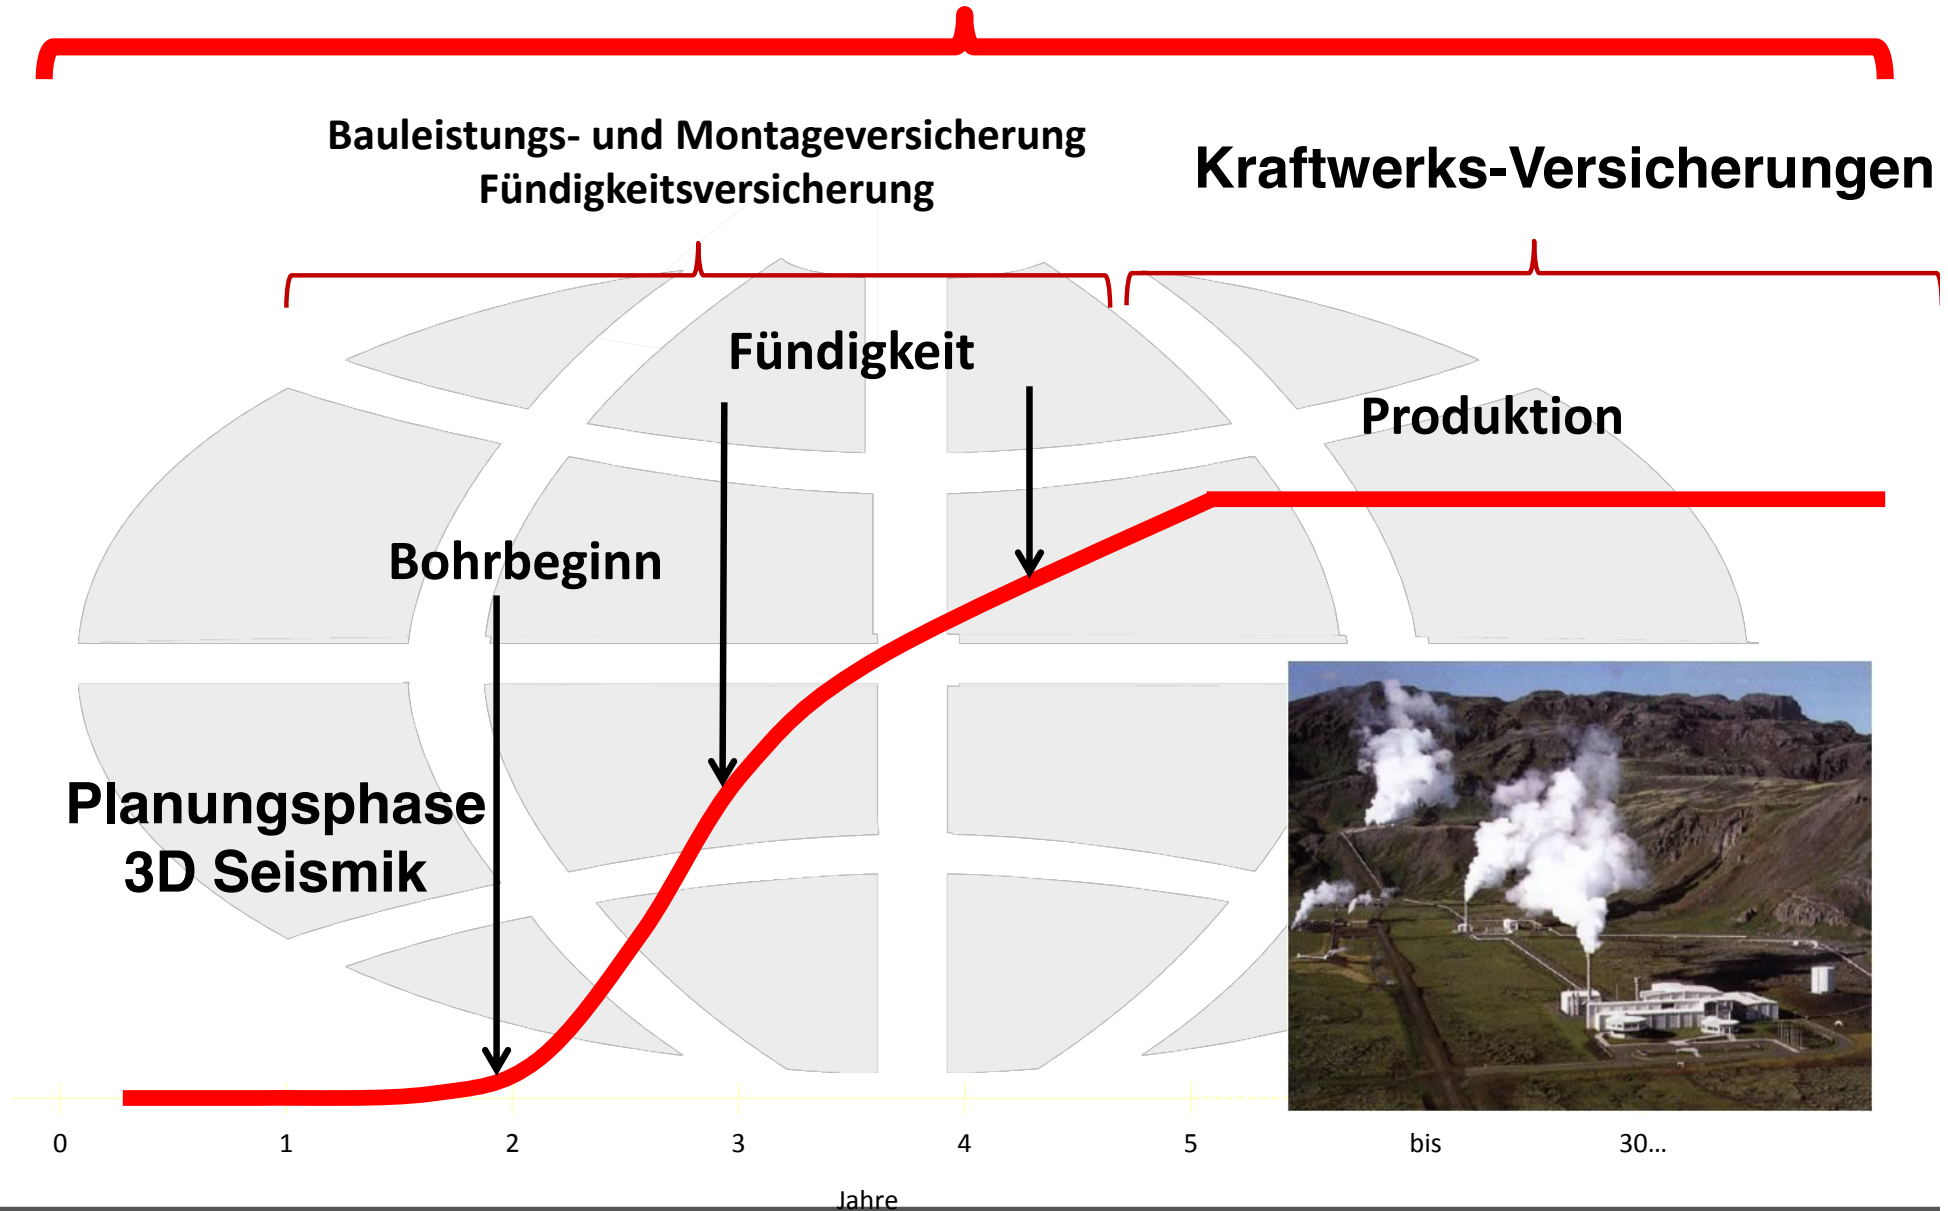 Bauleistungs- und Montageversicherung
Fündigkeitsversicherung
Kraftwerks-Versicherungen
Fündigkeit
Produktion
Bohrbeginn
Planungsphase
3D Seismik
0 1 2 3 4 5 bis 30...
Jahre